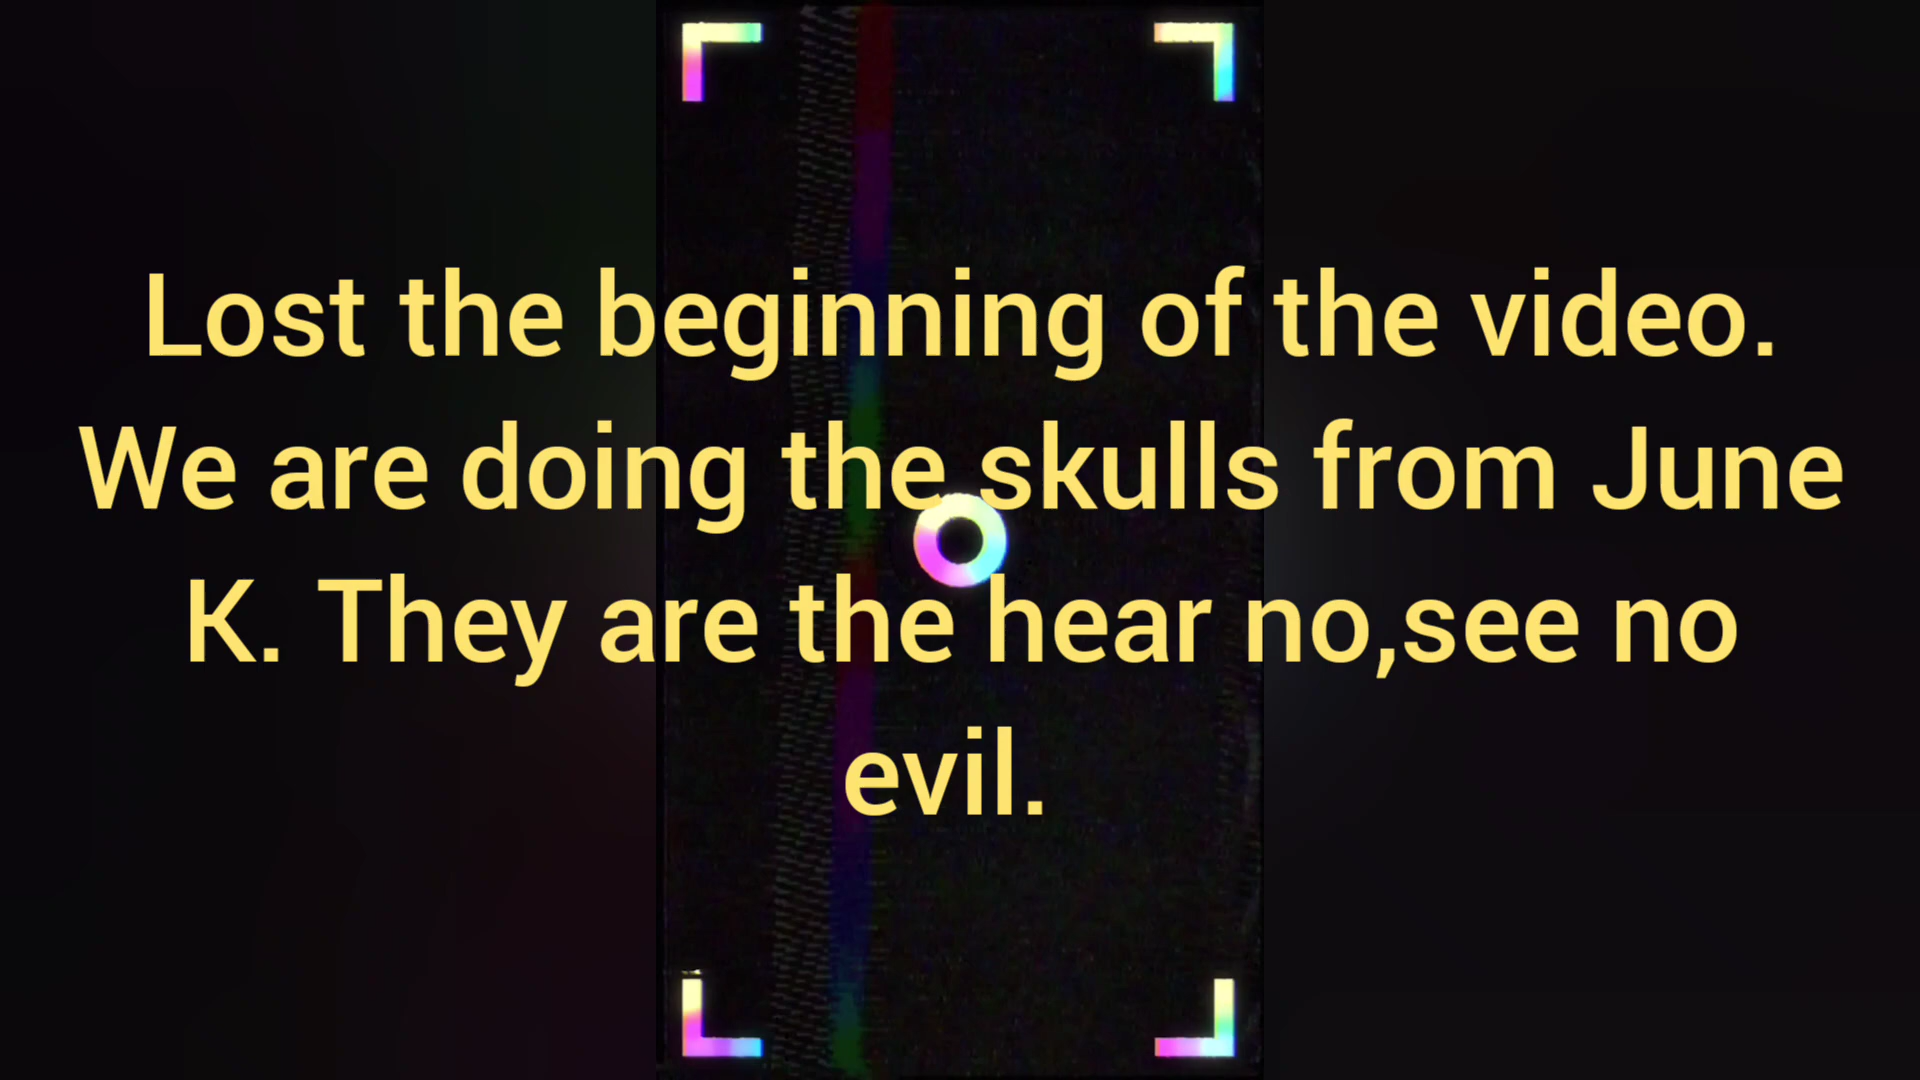 Lost the beginning of the video.
We are doing the skulls from June
K. They are the hear no,see no
evil.